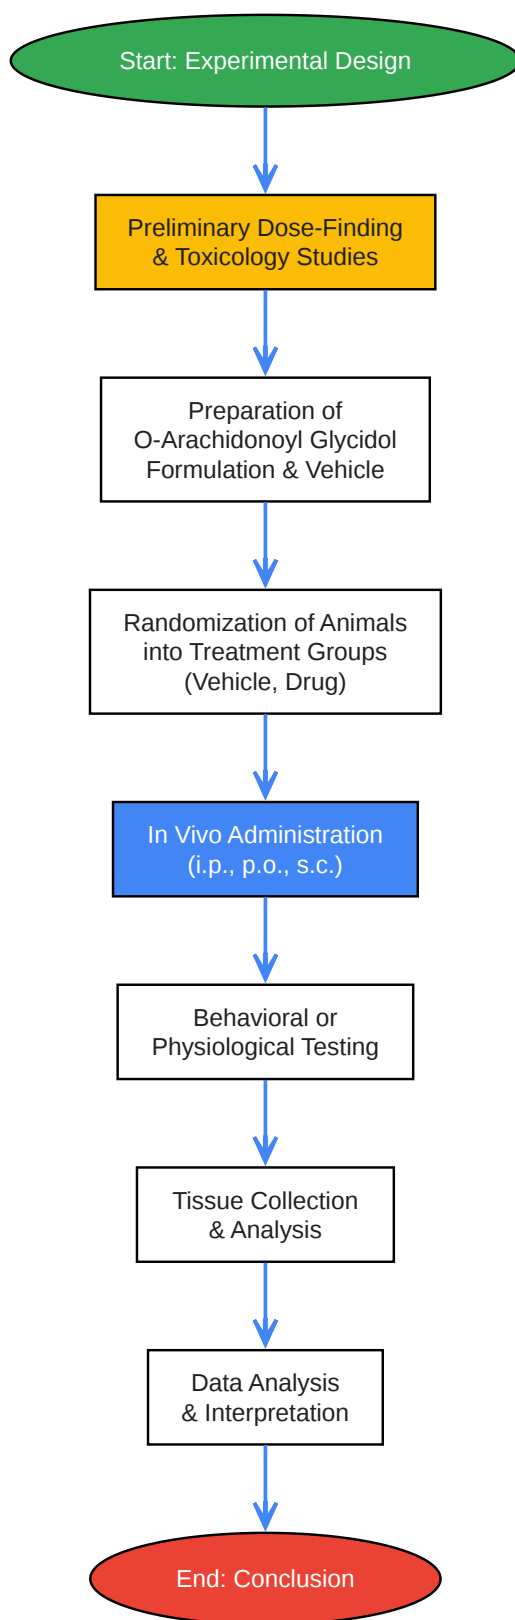 Start: Experimental Design
Preliminary Dose-Finding
& Toxicology Studies
Preparation of
O-Arachidonoyl Glycidol
Formulation & Vehicle
Randomization of Animals
into Treatment Groups
(Vehicle, Drug)
In Vivo Administration
(i.p., p.o., s.c.)
Behavioral or
Physiological Testing
Tissue Collection
& Analysis
Data Analysis
& Interpretation
End: Conclusion